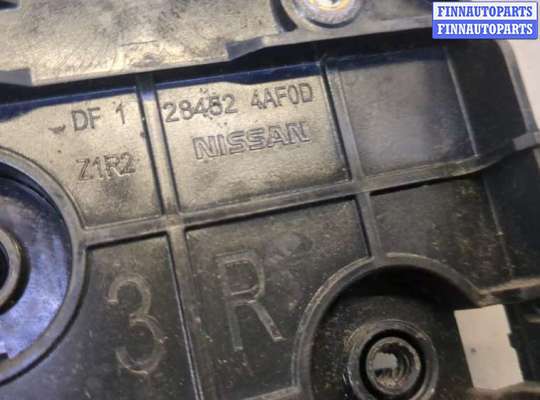 FINNAUTOPARTS
FINNAUTOPARTS
DF 1 28452 4AF0D
Z1R2 NISSAN
3 R